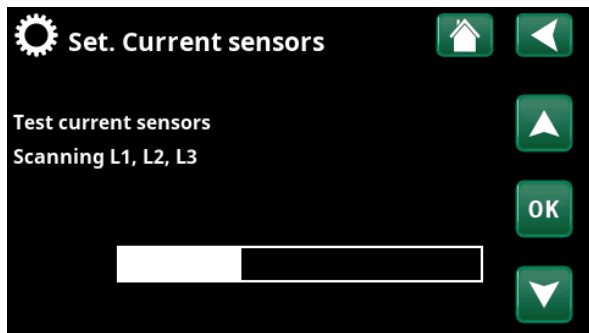 Set. Current sensors
Test current sensors
Scanning L1, L2, L3
OK